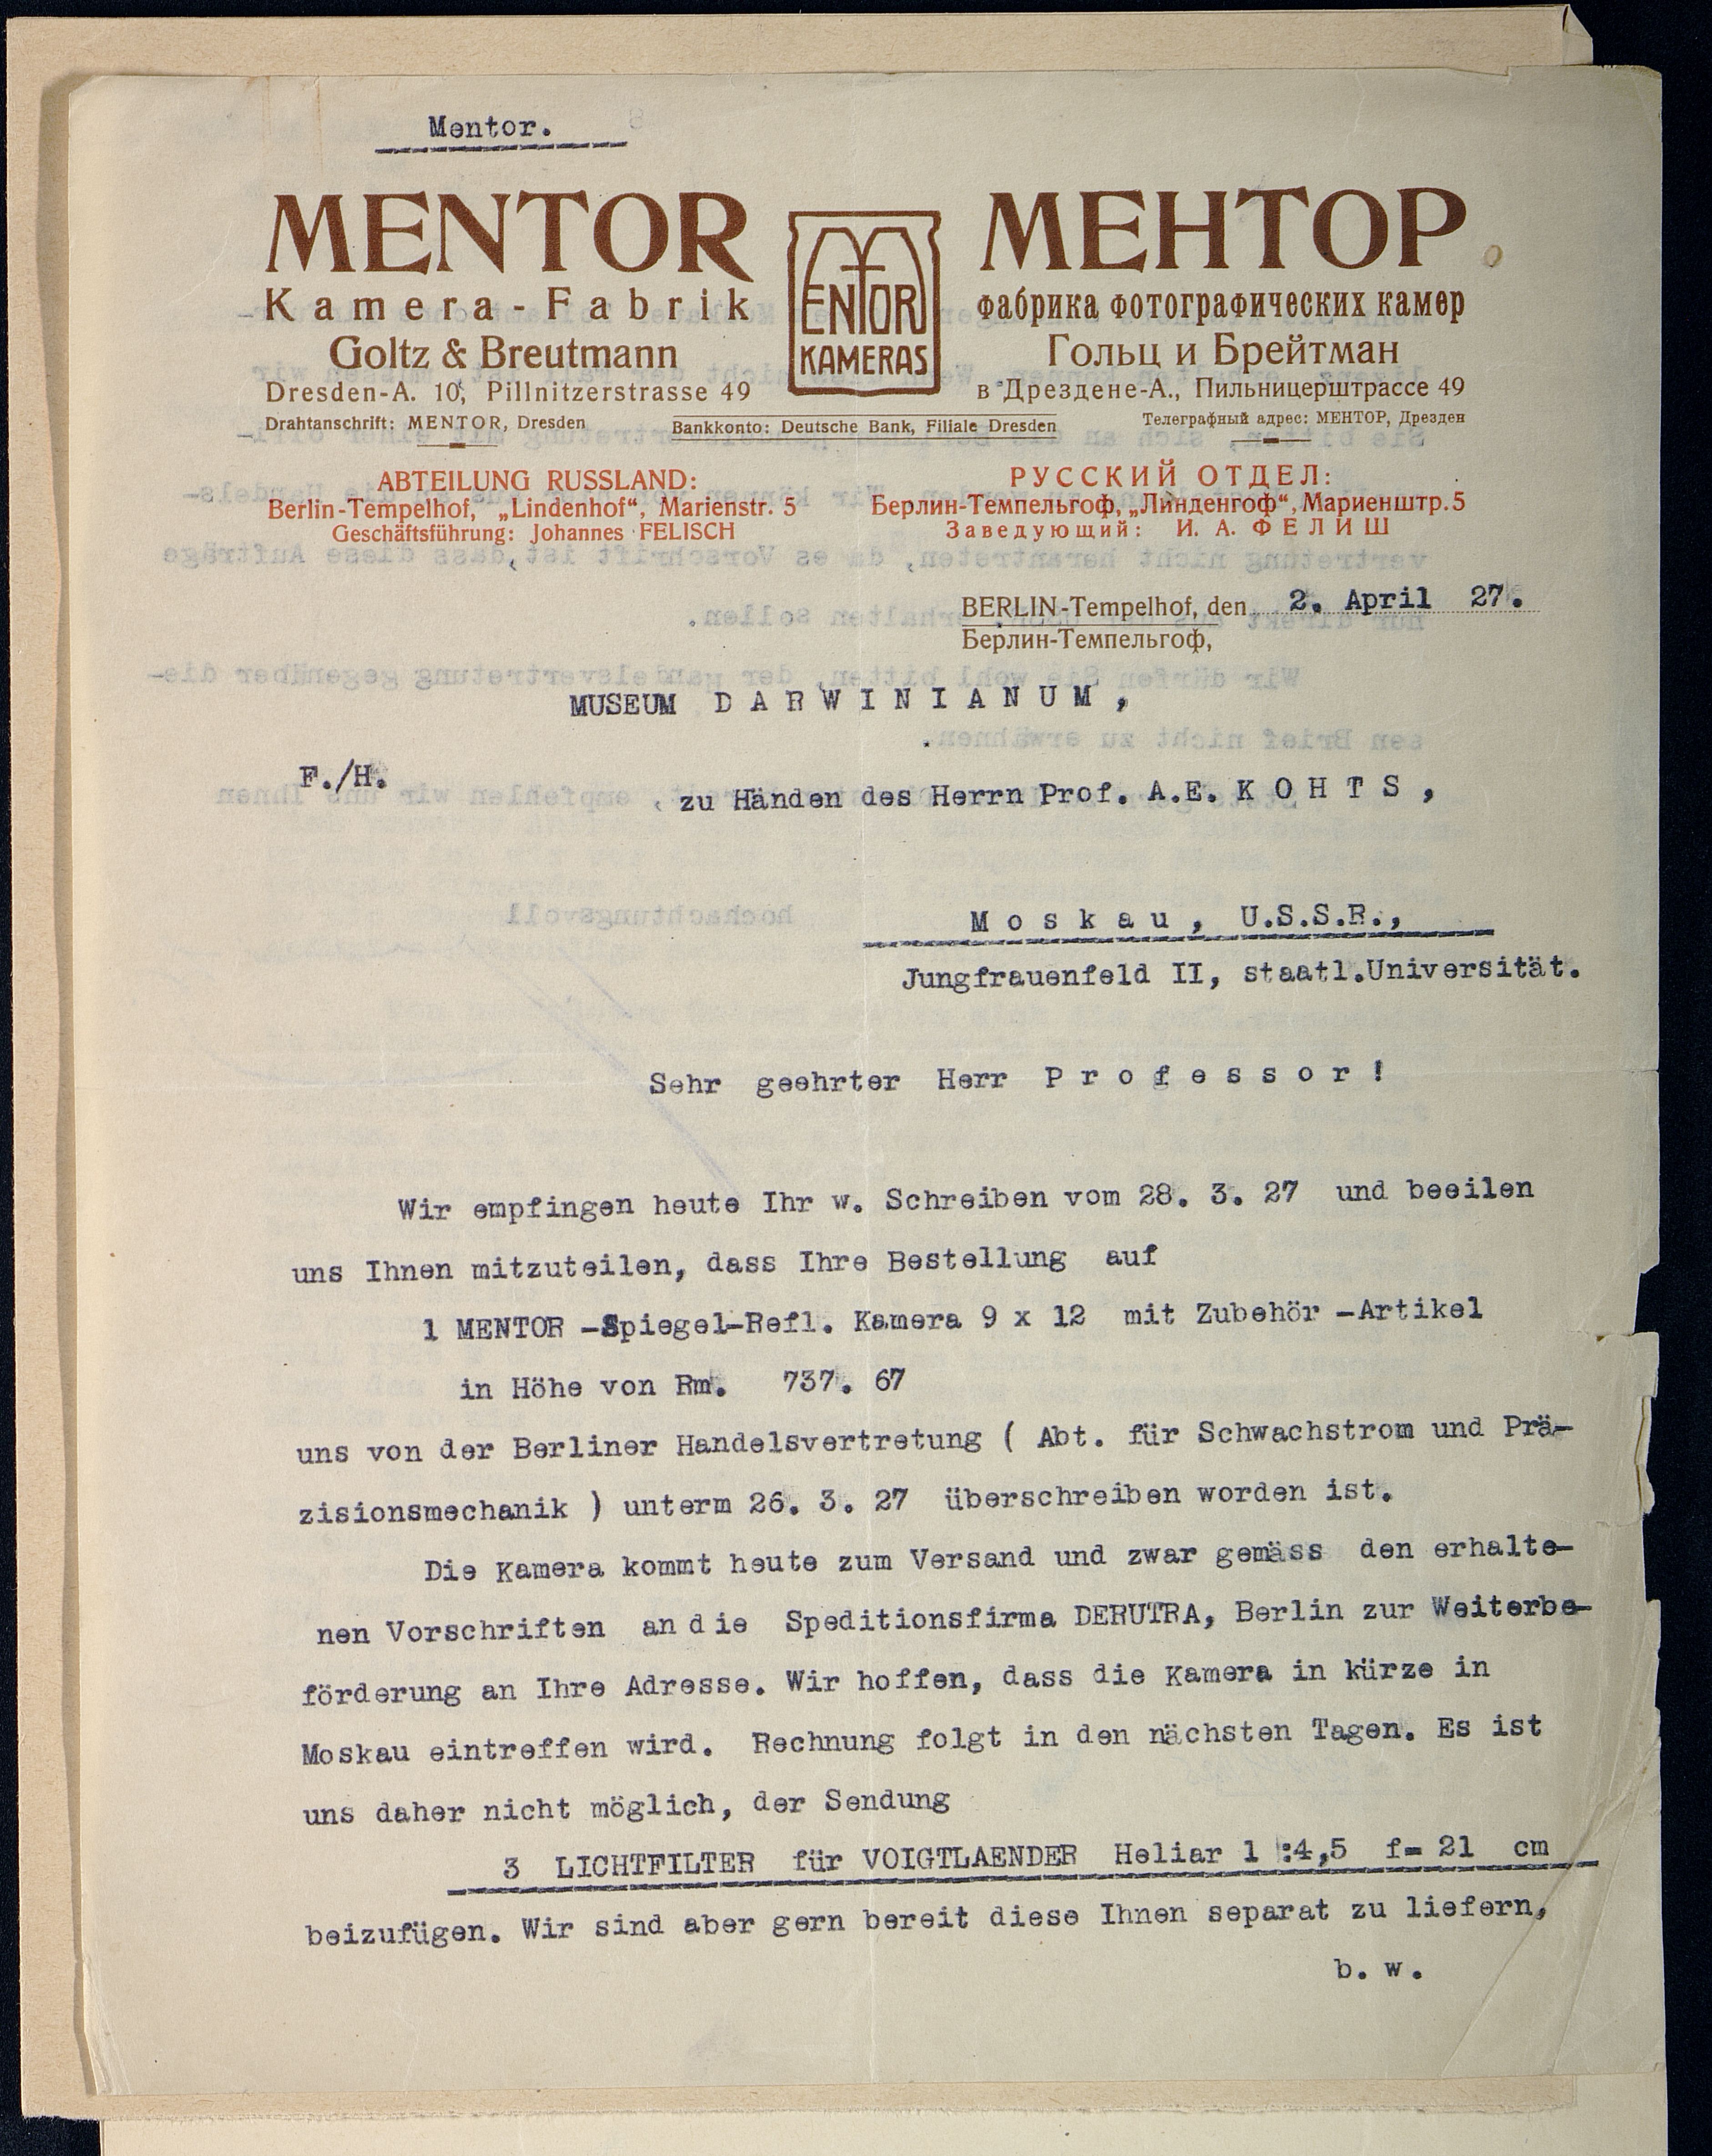 Mentor.
MENTOR
Kamera-Fabrik
Goltz & Breutmann
Dresden-A. 10, Pillnitzerstrasse 49
Drahtanschrift: MENTOR, Dresden
MENTOR
KAMERAS
Bankkonto: Deutsche Bank, Filiale Dresden
МЕНТОР
Фабрика фотографических камер
Гольц и Брейтман
в Дрездене-А., Пильницерштрассе 49
Телеграфный адрес: МЕНТОР, Дрезден
ABTEILUNG RUSSLAND:
Berlin-Tempelhof, „Lindenhof“, Marienstr. 5
Geschäftsführung: Johannes FELISCH
РУССКИЙ ОТДЕЛ:
Берлин-Темпельгоф, „Линденгоф“, Мариенштр. 5
Заведующий: И. А. ФЕЛИШ
BERLIN-Tempelhof, den 2. April 27.
Берлин-Темпельгоф,
MUSEUM D A R W I N I A N U M ,
F./H.
zu Händen des Herrn Prof. A.E. K O H T S ,
M o s k a u , U.S.S.R.,
Jungfrauenfeld II, staatl.Universität.
Sehr geehrter Herr P r o f e s s o r !
Wir empfingen heute Ihr w. Schreiben vom 28. 3. 27 und beeilen
uns Ihnen mitzuteilen, dass Ihre Bestellung auf
1 MENTOR -Spiegel-Refl. Kamera 9 x 12 mit Zubehör -Artikel
in Höhe von Rm. 737. 67
uns von der Berliner Handelsvertretung ( Abt. für Schwachstrom und Prä-
zisionsmechanik ) unterm 26. 3. 27 überschreiben worden ist.
Die Kamera kommt heute zum Versand und zwar gemäss den erhalte-
nen Vorschriften an die Speditionsfirma DERUTRA, Berlin zur Weiterbe-
förderung an Ihre Adresse. Wir hoffen, dass die Kamera in kürze in
Moskau eintreffen wird. Rechnung folgt in den nächsten Tagen. Es ist
uns daher nicht möglich, der Sendung
3 LICHTFILTER für VOIGTLAENDER Heliar 1 :4,5 f= 21 cm
beizufügen. Wir sind aber gern bereit diese Ihnen separat zu liefern,
b. w.